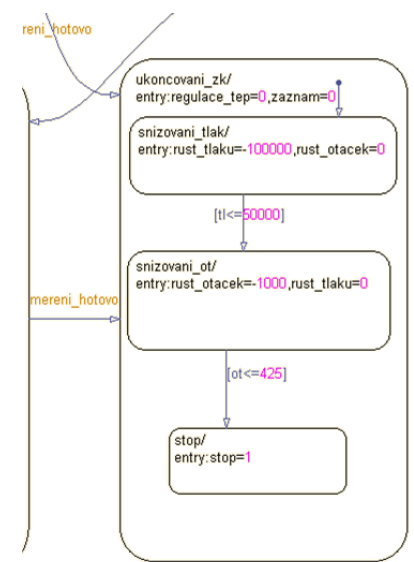 reni_hotovo
ukoncovani_zk/
entry:regulace_tep=0,zaznam=0
snizovani_tlak/
entry:rust_tlaku=-100000,rust_otacek=0
[tl<=50000]
snizovani_ot/
entry:rust_otacek=-1000,rust_tlaku=0
mereni_hotovo
[ot<=425]
stop/
entry:stop=1